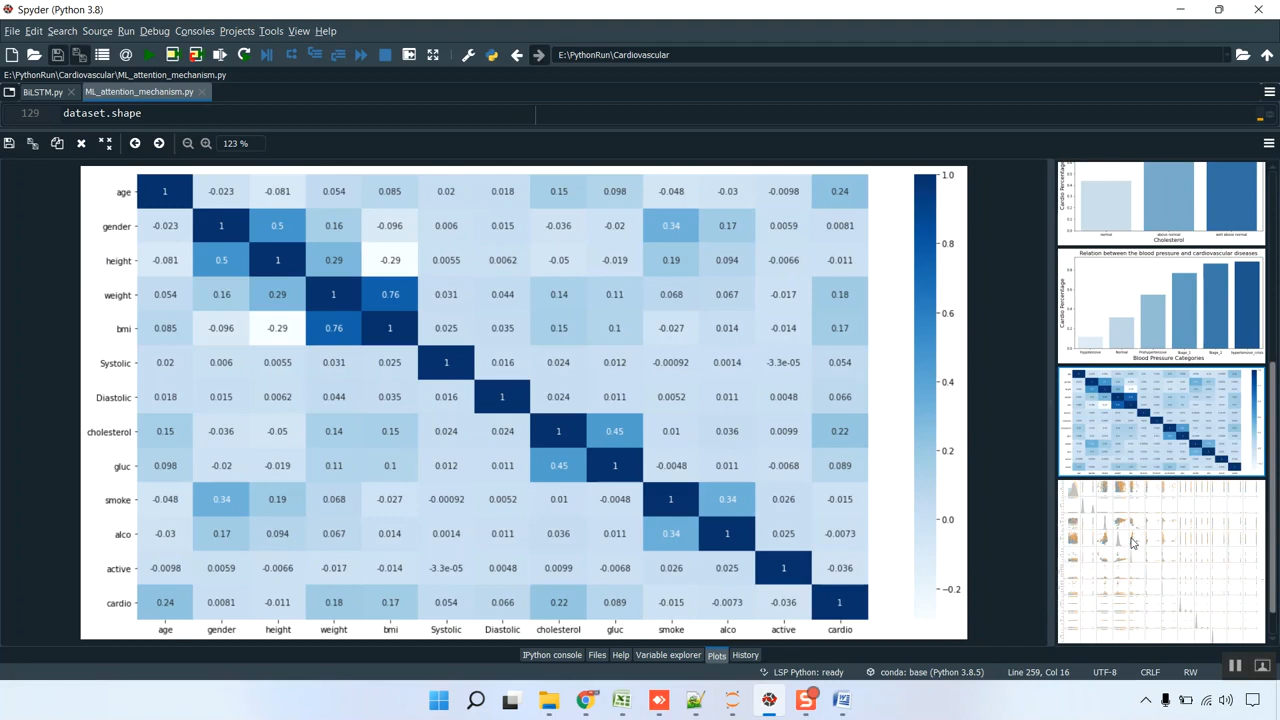 Spyder (Python 3.8)
File Edit Search Source Run Debug Consoles Projects Tools View Help
E:\PythonRun\Cardiovascular
E:\PythonRun\Cardiovascular\ML_attention_mechanism.py
BiLSTM.py ML_attention_mechanism.py
129 dataset.shape
123 %
age 1 -0.023 -0.081 0.054 0.085 0.02 0.018 0.15 0.098 -0.048 -0.03 -0.0098 0.24
gender -0.023 1 0.5 0.16 -0.096 0.006 0.015 -0.036 -0.02 0.34 0.17 0.0059 0.0081
height -0.081 0.5 1 0.29 -0.29 0.0055 0.0062 -0.05 -0.019 0.19 0.094 -0.0066 -0.011
weight 0.054 0.16 0.29 1 0.76 0.031 0.044 0.14 0.11 0.068 0.067 -0.017 0.18
bmi 0.085 -0.096 -0.29 0.76 1 0.025 0.035 0.15 0.1 -0.027 0.014 -0.014 0.17
Systolic 0.02 0.006 0.0055 0.031 0.025 1 0.016 0.024 0.012 -0.00092 0.0014 -3.3e-05 0.054
Diastolic 0.018 0.015 0.0062 0.044 0.035 0.016 1 0.024 0.011 0.0052 0.011 0.0048 0.066
cholesterol 0.15 -0.036 -0.05 0.14 0.15 0.024 0.024 1 0.45 0.01 0.036 0.0099 0.22
gluc 0.098 -0.02 -0.019 0.11 0.1 0.012 0.011 0.45 1 -0.0048 0.011 -0.0068 0.089
smoke -0.048 0.34 0.19 0.068 -0.027 -0.00092 0.0052 0.01 -0.0048 1 0.34 0.026 -0.015
alco -0.03 0.17 0.094 0.067 0.014 0.0014 0.011 0.036 0.011 0.34 1 0.025 -0.0073
active -0.0098 0.0059 -0.0066 -0.017 -0.014 -3.3e-05 0.0048 0.0099 -0.0068 0.026 0.025 1 -0.036
cardio 0.24 0.0081 -0.011 0.18 0.17 0.054 0.066 0.22 0.089 -0.015 -0.0073 -0.036 1
age gender height weight bmi Systolic Diastolic cholesterol gluc smoke alco active cardio
1.0
0.8
0.6
0.4
0.2
0.0
−0.2
Cardio Percentage
normal above normal well above normal
Cholesterol
Relation between the blood pressure and cardiovascular diseases
Cardio Percentage
Normal
Blood Pressure Categories
IPython console Files Help Variable explorer Plots History
LSP Python: ready conda: base (Python 3.8.5) Line 259, Col 16 UTF-8 CRLF RW